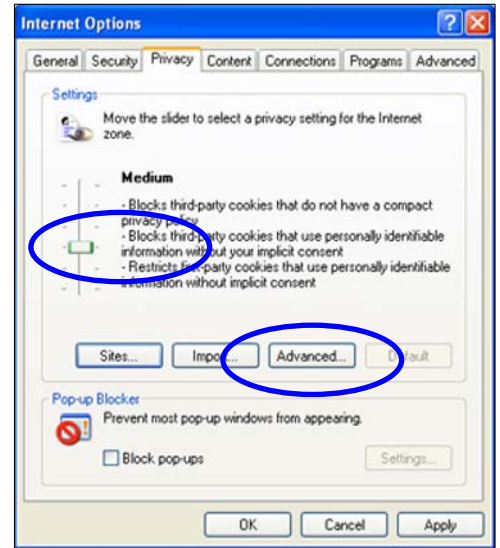 Internet Options
General Security Privacy Content Connections Programs Advanced
Settings
Move the slider to select a privacy setting for the Internet
zone.
Medium
- Blocks third-party cookies that do not have a compact
privacy policy
- Blocks third-party cookies that use personally identifiable
information without your implicit consent
- Restricts first-party cookies that use personally identifiable
information without implicit consent
Sites... Import... Advanced... Default
Pop-up Blocker
Prevent most pop-up windows from appearing.
Block pop-ups Settings...
OK Cancel Apply